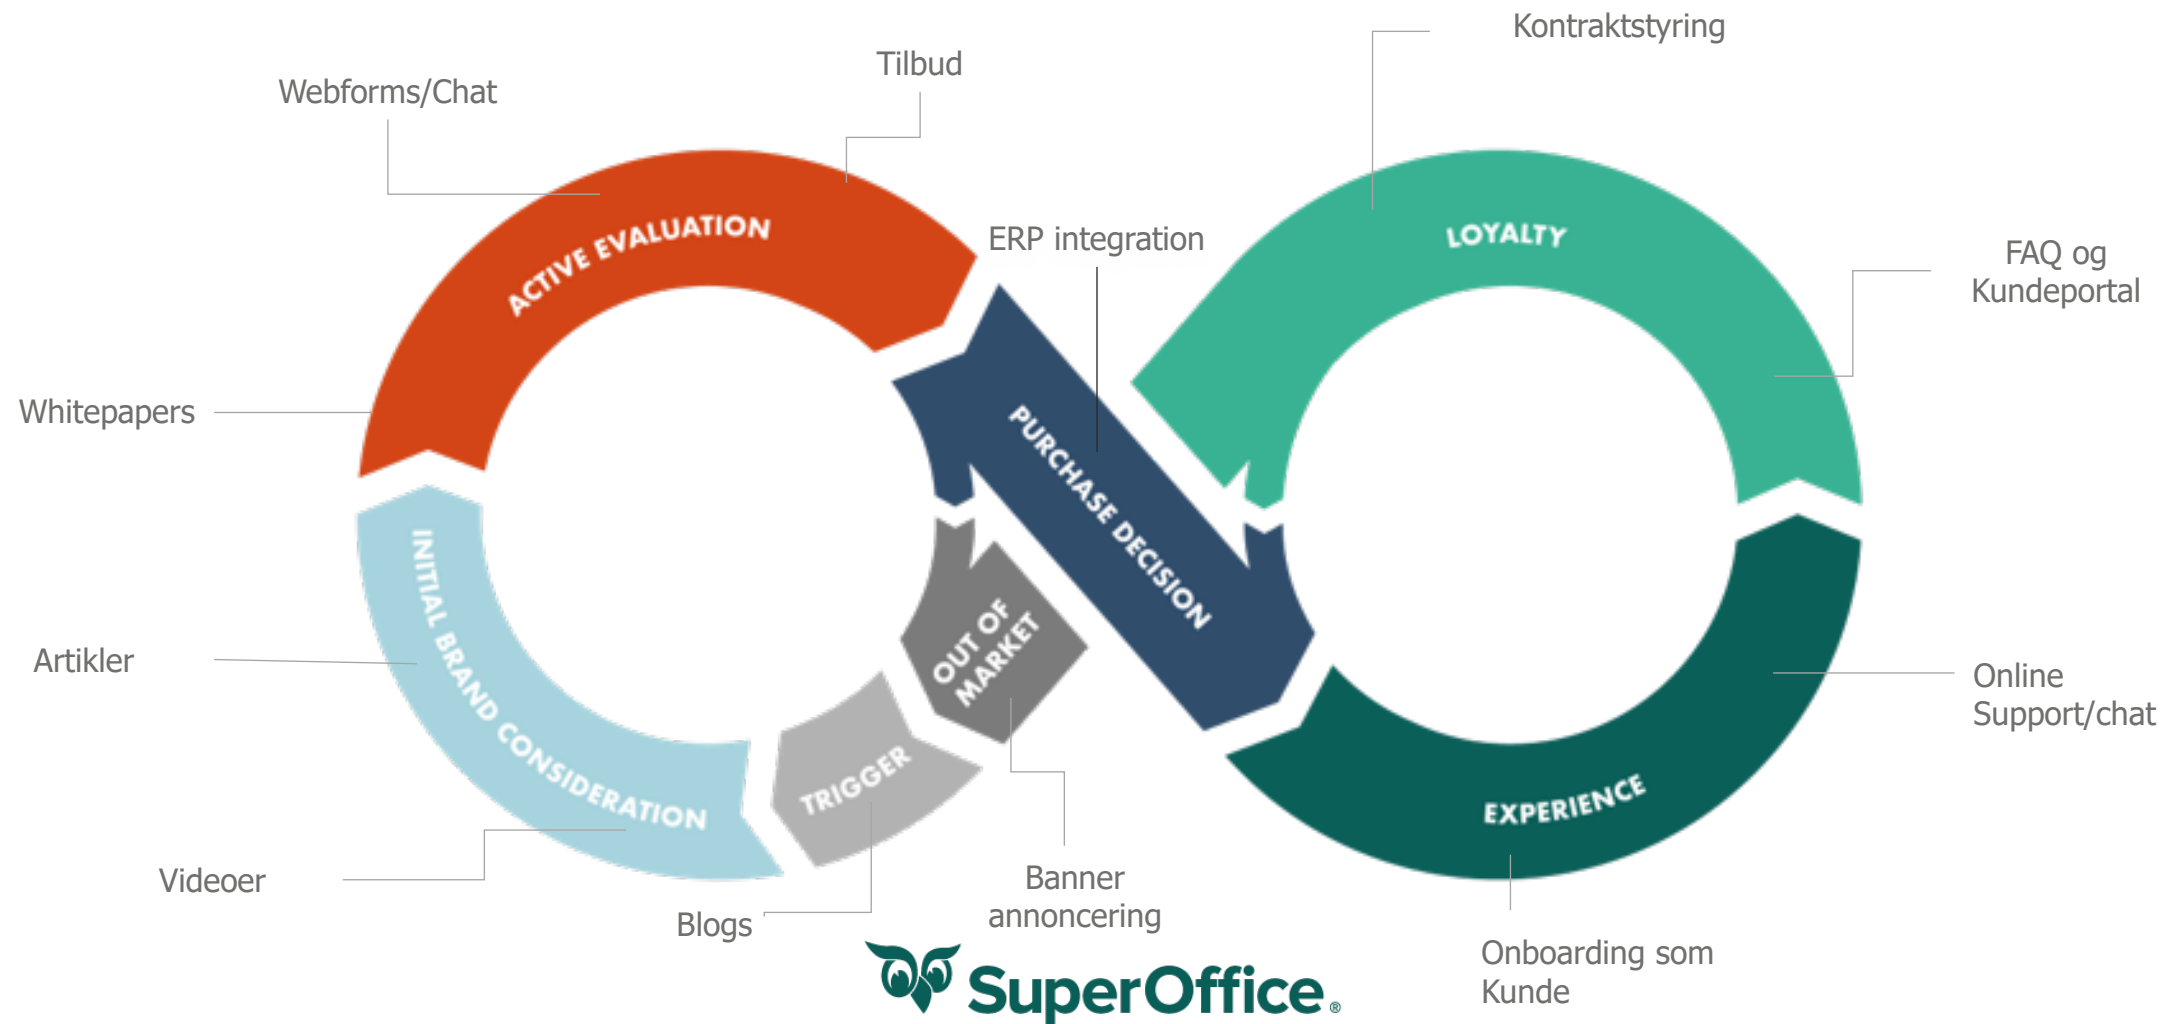 Kontraktstyring
Tilbud
Webforms/Chat
ACTIVE EVALUATION
ERP integration
LOYALTY
FAQ og
Kundeportal
Whitepapers
PURCHASE DECISION
INITIAL BRAND CONSIDERATION
OUT OF
MARKET
Artikler
Online
Support/chat
TRIGGER
EXPERIENCE
Videoer
Blogs
Banner
annoncering
Onboarding som
Kunde
SuperOffice®